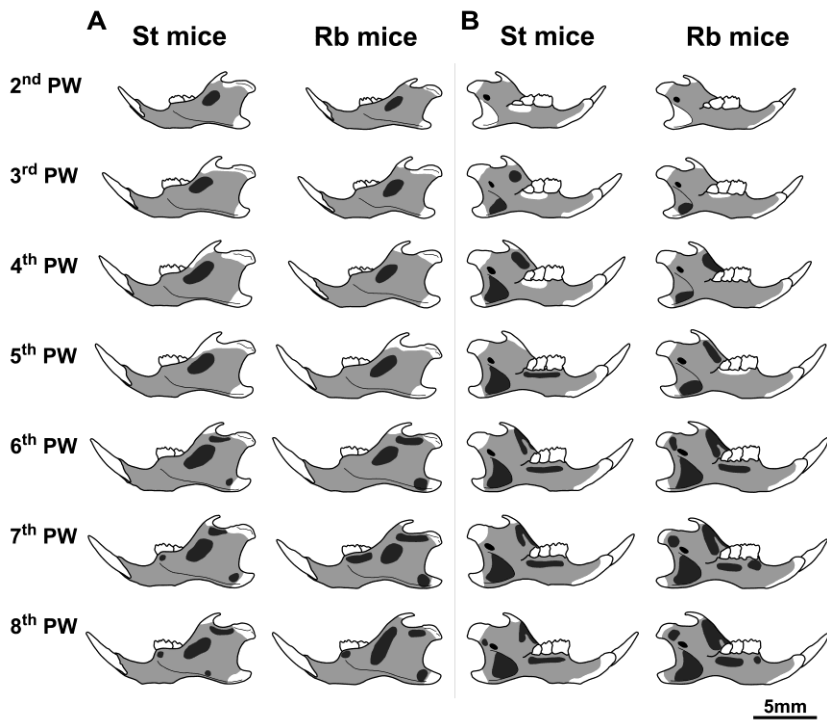 A B
St mice Rb mice St mice Rb mice
2nd PW
3rd PW
4th PW
5th PW
6th PW
7th PW
8th PW
5mm